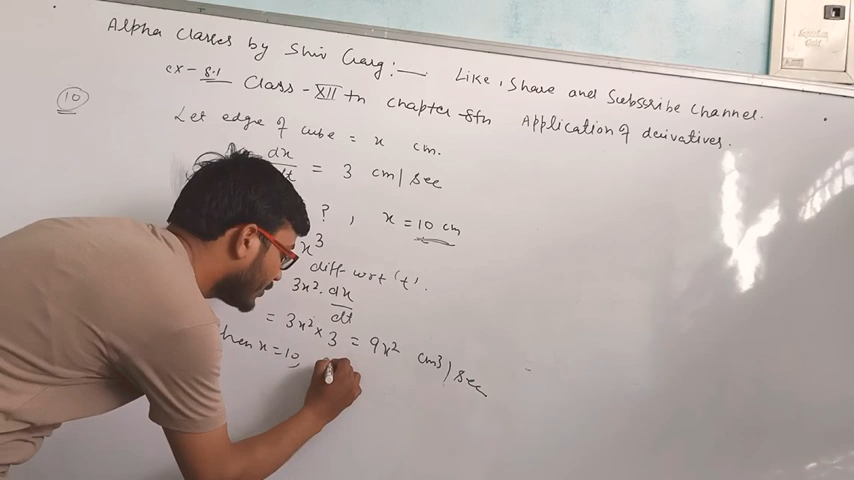 Alpha Classes by Shiv Garg:— Like, Share and Subscribe Channel.
ex-8.1 Class-XII th chapter 8th Application of derivatives.
10
Let edge of cube = x cm.
dx/dt = 3 cm/sec
? , x = 10 cm
x³
diff wrt 't'.
3x². dx/dt
= 3x² × 3 = 9x² cm³/sec
hen x = 10,